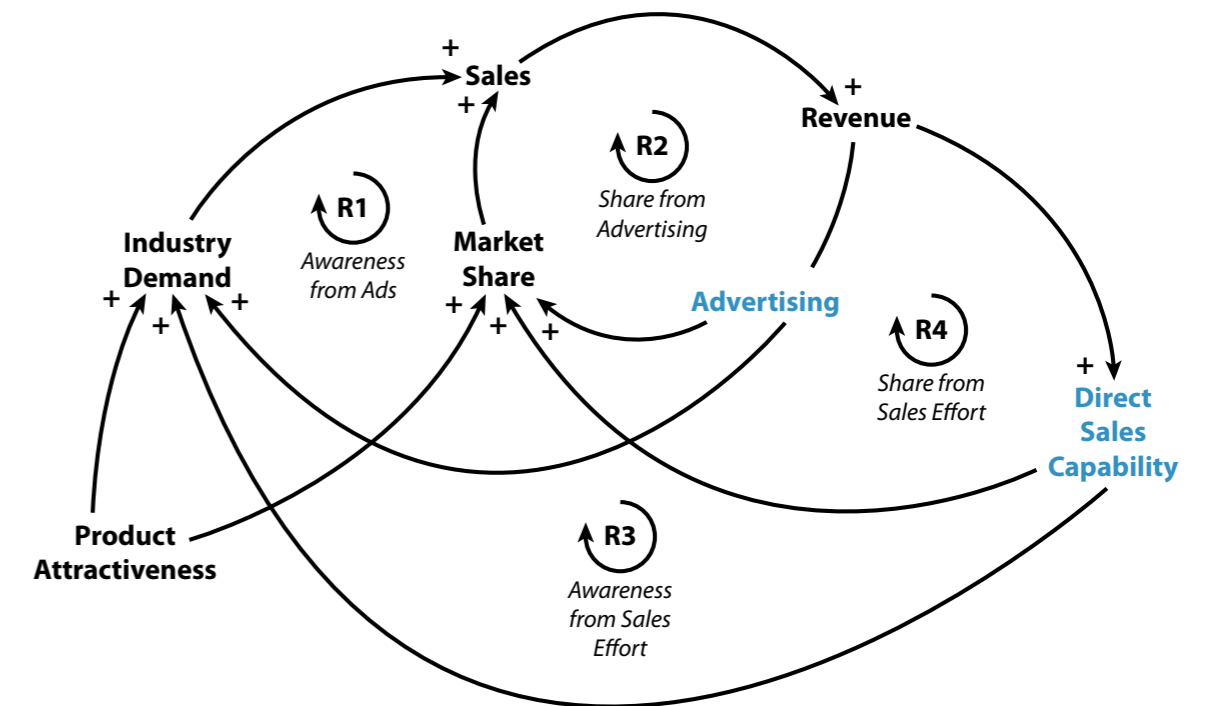 +
Sales
+
+
Revenue
R2
Share from
Advertising
R1
Awareness
from Ads
Industry
Demand
Market
Share
+
+
+
+
+
+
Advertising
R4
Share from
Sales Effort
+
Direct
Sales
Capability
Product
Attractiveness
R3
Awareness
from Sales
Effort